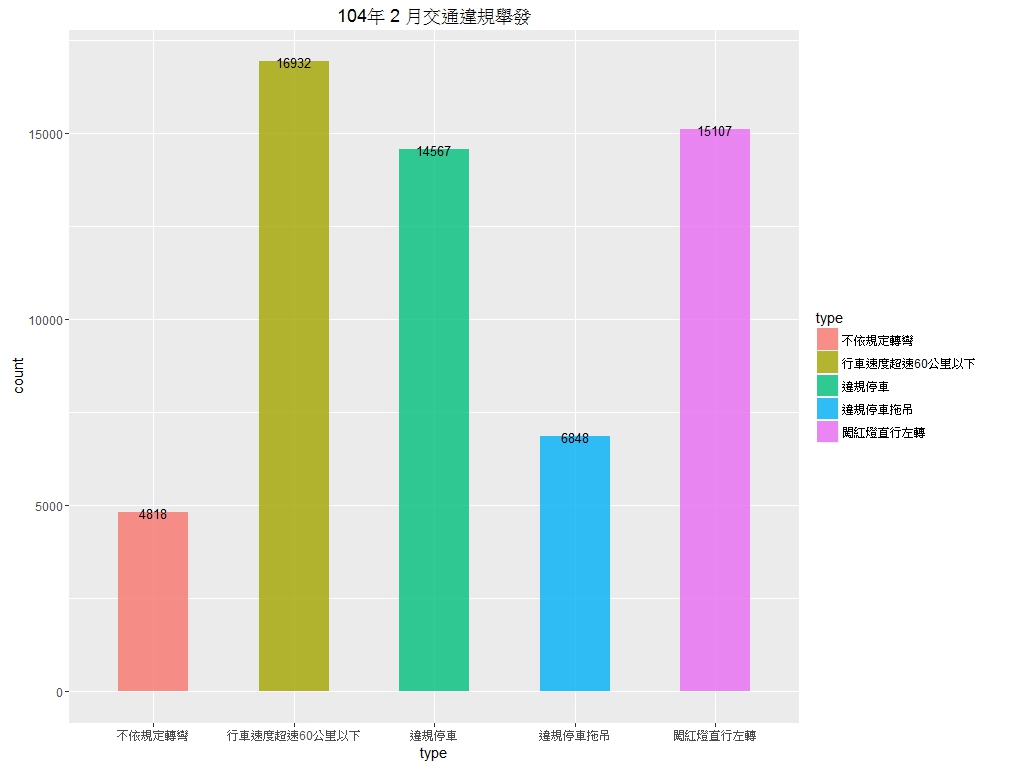 104年 2 月交通違規舉發
count
15000
10000
5000
0
4818
16932
14567
6848
15107
不依規定轉彎
行車速度超速60公里以下
違規停車
違規停車拖吊
闖紅燈直行左轉
type
type
不依規定轉彎
行車速度超速60公里以下
違規停車
違規停車拖吊
闖紅燈直行左轉